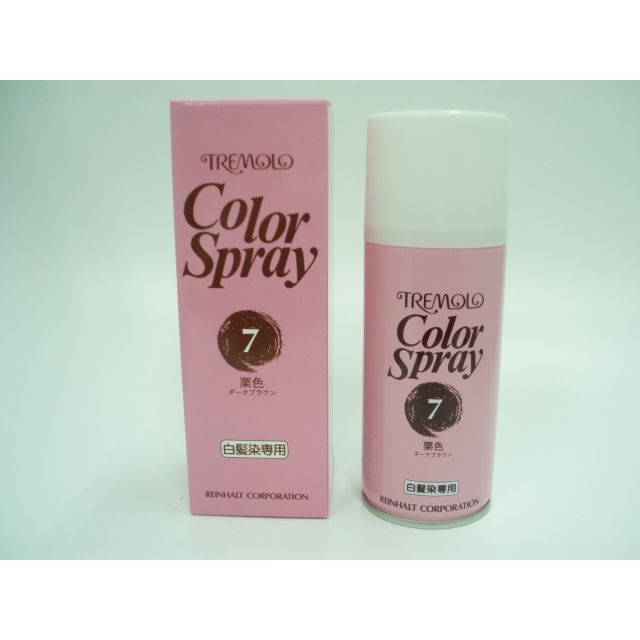 TREMOLO
Color
Spray
7
栗色
ダークブラウン
白髪染専用
REINHALT CORPORATION
TREMOLO
Color
Spray
7
栗色
ダークブラウン
白髪染専用
REINHALT CORPORATION